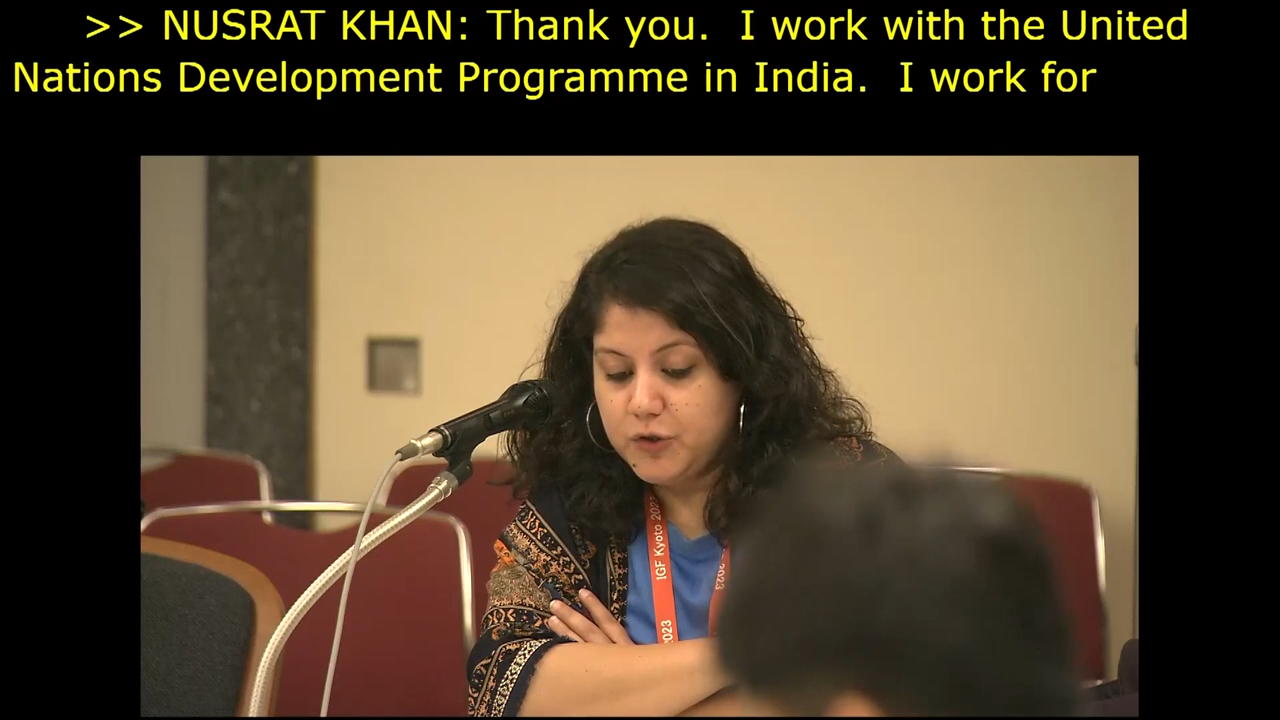 >> NUSRAT KHAN: Thank you.  I work with the United
Nations Development Programme in India.  I work for
IGF Kyoto 2023
2023
2023